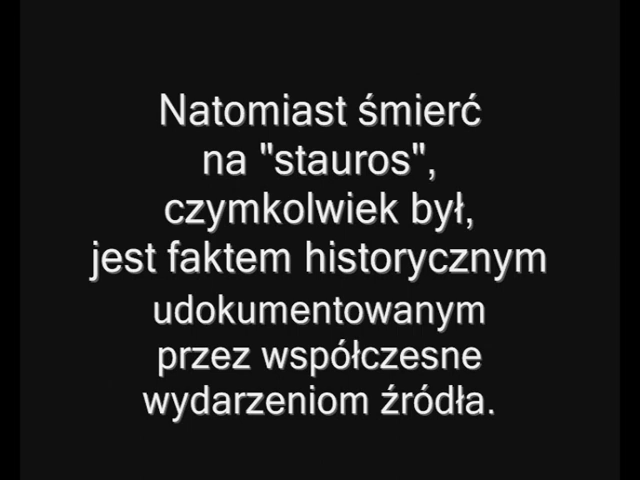 Natomiast śmierć
na "stauros",
czymkolwiek był,
jest faktem historycznym
udokumentowanym
przez współczesne
wydarzeniom źródła.